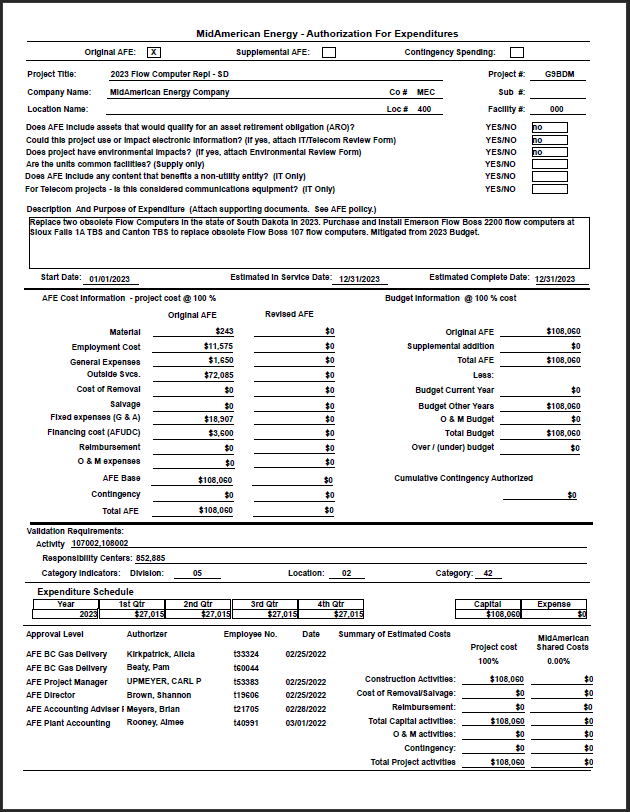 MidAmerican Energy - Authorization For Expenditures
Original AFE: X Supplemental AFE: Contingency Spending:
Project Title: 2023 Flow Computer Repl - SD Project #: G9BDM
Company Name: MidAmerican Energy Company Co # MEC Sub #:
Location Name: Loc # 400 Facility #: 000
Does AFE include assets that would qualify for an asset retirement obligation (ARO)? YES/NO no
Could this project use or impact electronic information? (If yes, attach IT/Telecom Review Form) YES/NO no
Does project have environmental impacts? (If yes, attach Environmental Review Form) YES/NO no
Are the units common facilities? (Supply only) YES/NO
Does AFE include any content that benefits a non-utility entity? (IT Only) YES/NO
For Telecom projects - is this considered communications equipment? (IT Only) YES/NO
Description And Purpose of Expenditure (Attach supporting documents. See AFE policy.)
Replace two obsolete Flow Computers in the state of South Dakota in 2023. Purchase and install Emerson Flow Boss 2200 flow computers at
Sioux Falls 1A TBS and Canton TBS to replace obsolete Flow Boss 107 flow computers. Mitigated from 2023 Budget.
Start Date: 01/01/2023 Estimated In Service Date: 12/31/2023 Estimated Complete Date: 12/31/2023
AFE Cost Information - project cost @ 100 % Budget Information @ 100 % cost
Original AFE Revised AFE
Material $243 $0 Original AFE $108,060
Employment Cost $11,575 $0 Supplemental addition $0
General Expenses $1,650 $0 Total AFE $108,060
Outside Svcs. $72,085 $0 Less:
Cost of Removal $0 $0 Budget Current Year $0
Salvage $0 $0 Budget Other Years $108,060
Fixed expenses (G & A) $18,907 $0 O & M Budget $0
Financing cost (AFUDC) $3,600 $0 Total Budget $108,060
Reimbursement $0 $0 Over / (under) budget $0
O & M expenses $0 $0
AFE Base $108,060 $0 Cumulative Contingency Authorized
Contingency $0 $0 $0
Total AFE $108,060 $0
Validation Requirements:
Activity 107002,108002
Responsibility Centers: 852,885
Category Indicators: Division: 05 Location: 02 Category: 42
Expenditure Schedule
Year 1st Qtr 2nd Qtr 3rd Qtr 4th Qtr Capital Expense
2023 $27,015 $27,015 $27,015 $27,015 $108,060 $0
Approval Level Authorizer Employee No. Date Summary of Estimated Costs MidAmerican
Project cost Shared Costs
AFE BC Gas Delivery Kirkpatrick, Alicia t33324 02/25/2022 100% 0.00%
AFE BC Gas Delivery Beaty, Pam t60044
AFE Project Manager UPMEYER, CARL P t53383 02/25/2022 Construction Activities: $108,060 $0
AFE Director Brown, Shannon t19606 02/25/2022 Cost of Removal/Salvage: $0 $0
AFE Accounting Adviser F Meyers, Brian t21705 02/28/2022 Reimbursement: $0 $0
AFE Plant Accounting Rooney, Aimee t40991 03/01/2022 Total Capital activities: $108,060 $0
O & M activities: $0 $0
Contingency: $0 $0
Total Project activities $108,060 $0